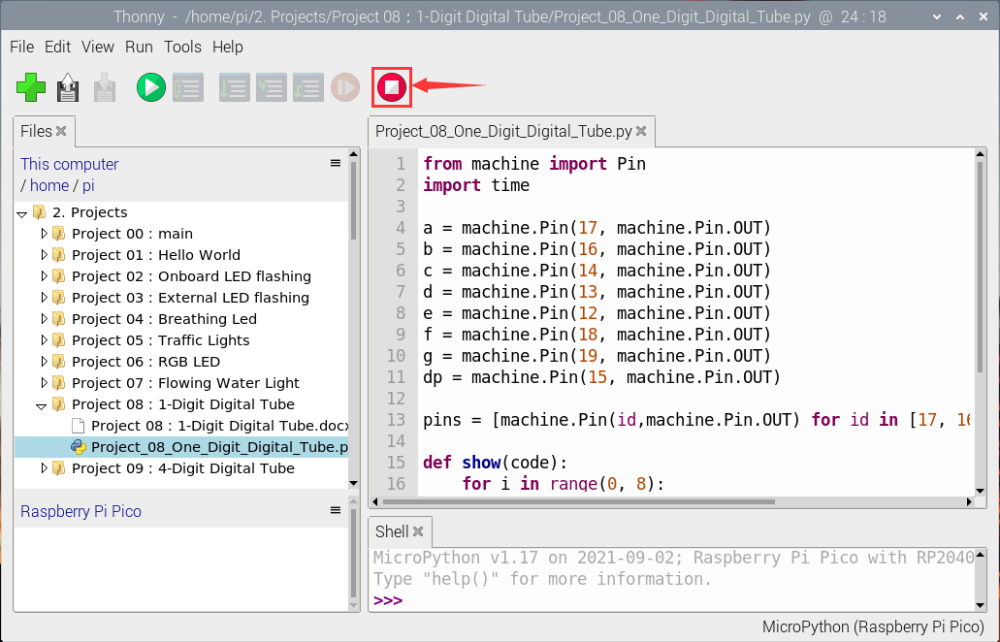 Thonny - /home/pi/2. Projects/Project 08 : 1-Digit Digital Tube/Project_08_One_Digit_Digital_Tube.py @ 24 : 18
File Edit View Run Tools Help
Files
This computer
/ home / pi
2. Projects
Project 00 : main
Project 01 : Hello World
Project 02 : Onboard LED flashing
Project 03 : External LED flashing
Project 04 : Breathing Led
Project 05 : Traffic Lights
Project 06 : RGB LED
Project 07 : Flowing Water Light
Project 08 : 1-Digit Digital Tube
Project 08 : 1-Digit Digital Tube.docx
Project_08_One_Digit_Digital_Tube.p
Project 09 : 4-Digit Digital Tube
Raspberry Pi Pico
Project_08_One_Digit_Digital_Tube.py
1 from machine import Pin
2 import time
3
4 a = machine.Pin(17, machine.Pin.OUT)
5 b = machine.Pin(16, machine.Pin.OUT)
6 c = machine.Pin(14, machine.Pin.OUT)
7 d = machine.Pin(13, machine.Pin.OUT)
8 e = machine.Pin(12, machine.Pin.OUT)
9 f = machine.Pin(18, machine.Pin.OUT)
10 g = machine.Pin(19, machine.Pin.OUT)
11 dp = machine.Pin(15, machine.Pin.OUT)
12
13 pins = [machine.Pin(id,machine.Pin.OUT) for id in [17, 16
14
15 def show(code):
16 for i in range(0, 8):
Shell
MicroPython v1.17 on 2021-09-02; Raspberry Pi Pico with RP2040
Type "help()" for more information.
>>>
MicroPython (Raspberry Pi Pico)